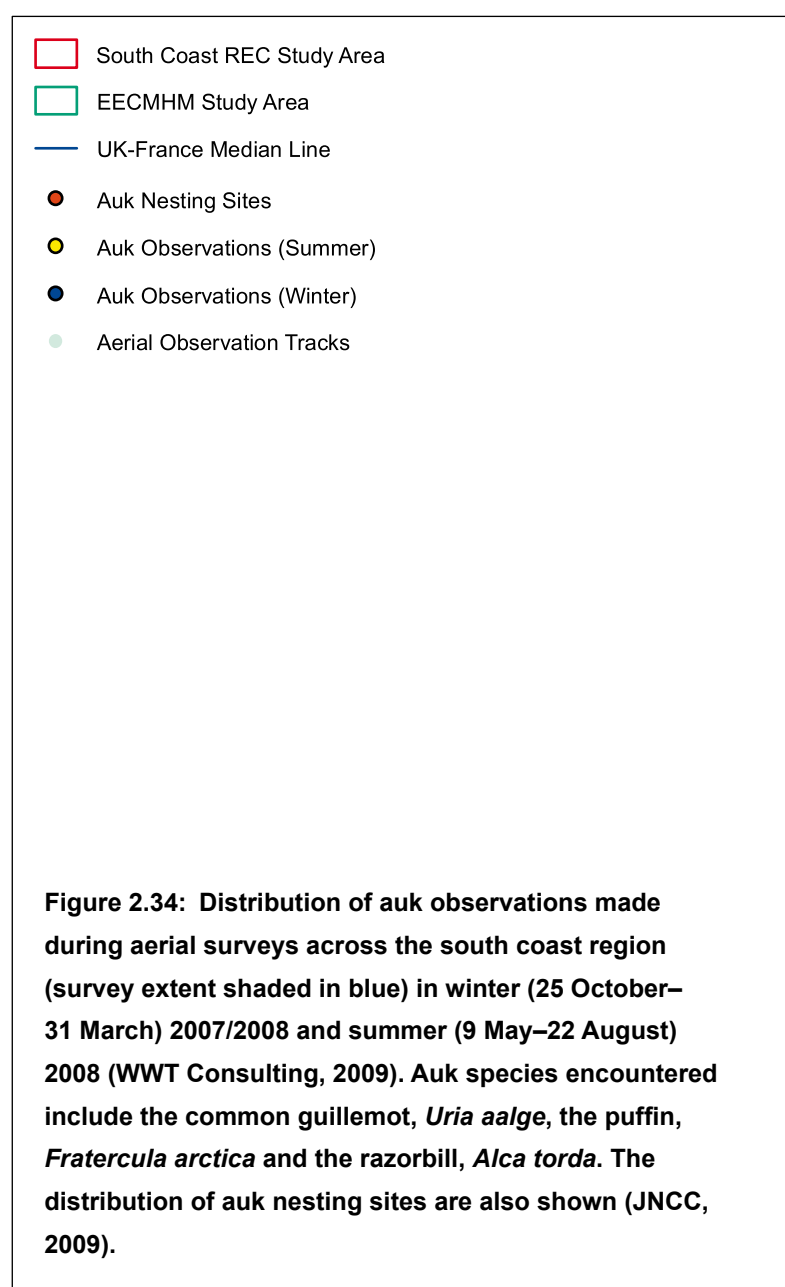 South Coast REC Study Area
EECMHM Study Area
UK-France Median Line
Auk Nesting Sites
Auk Observations (Summer)
Auk Observations (Winter)
Aerial Observation Tracks
Figure 2.34: Distribution of auk observations made
during aerial surveys across the south coast region
(survey extent shaded in blue) in winter (25 October–
31 March) 2007/2008 and summer (9 May–22 August)
2008 (WWT Consulting, 2009). Auk species encountered
include the common guillemot, Uria aalge, the puffin,
Fratercula arctica and the razorbill, Alca torda. The
distribution of auk nesting sites are also shown (JNCC,
2009).